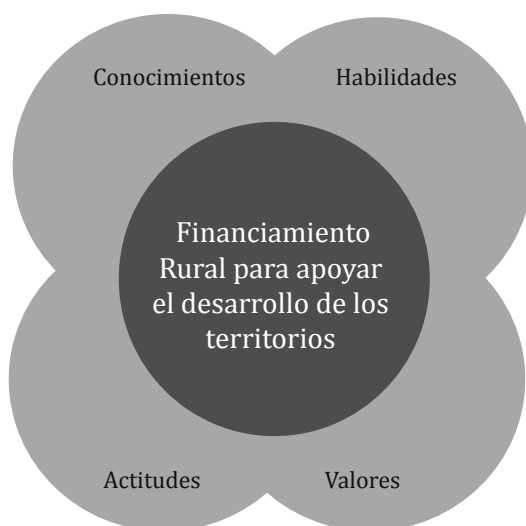 Conocimientos
Habilidades
Financiamiento
Rural para apoyar
el desarrollo de los
territorios
Actitudes
Valores